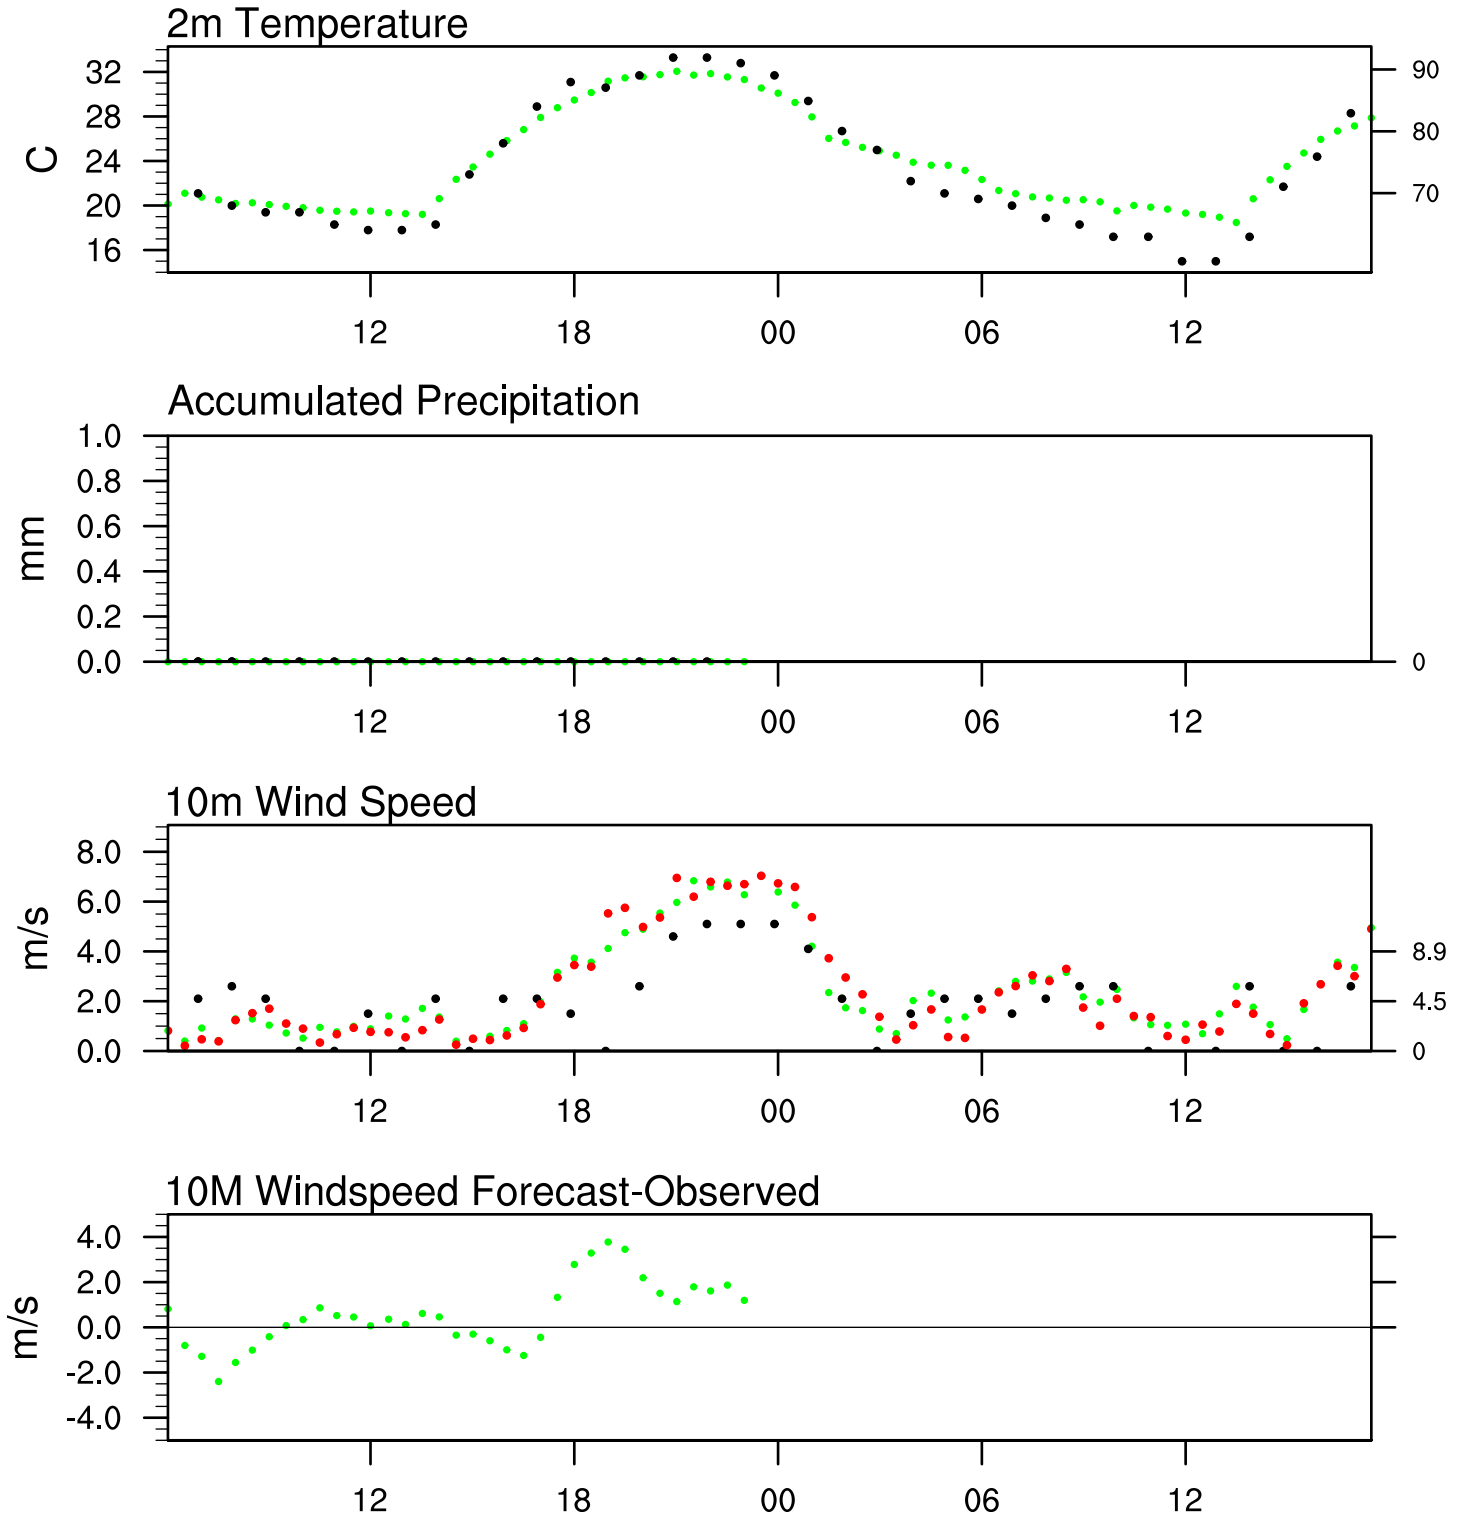 2m Temperature
32
28
24
20
16
C
90
80
70
12 18 00 06 12
Accumulated Precipitation
1.0
0.8
0.6
0.4
0.2
0.0
mm
0
12 18 00 06 12
10m Wind Speed
8.0
6.0
4.0
2.0
0.0
m/s
8.9
4.5
0
12 18 00 06 12
10M Windspeed Forecast-Observed
4.0
2.0
0.0
-2.0
-4.0
m/s
12 18 00 06 12